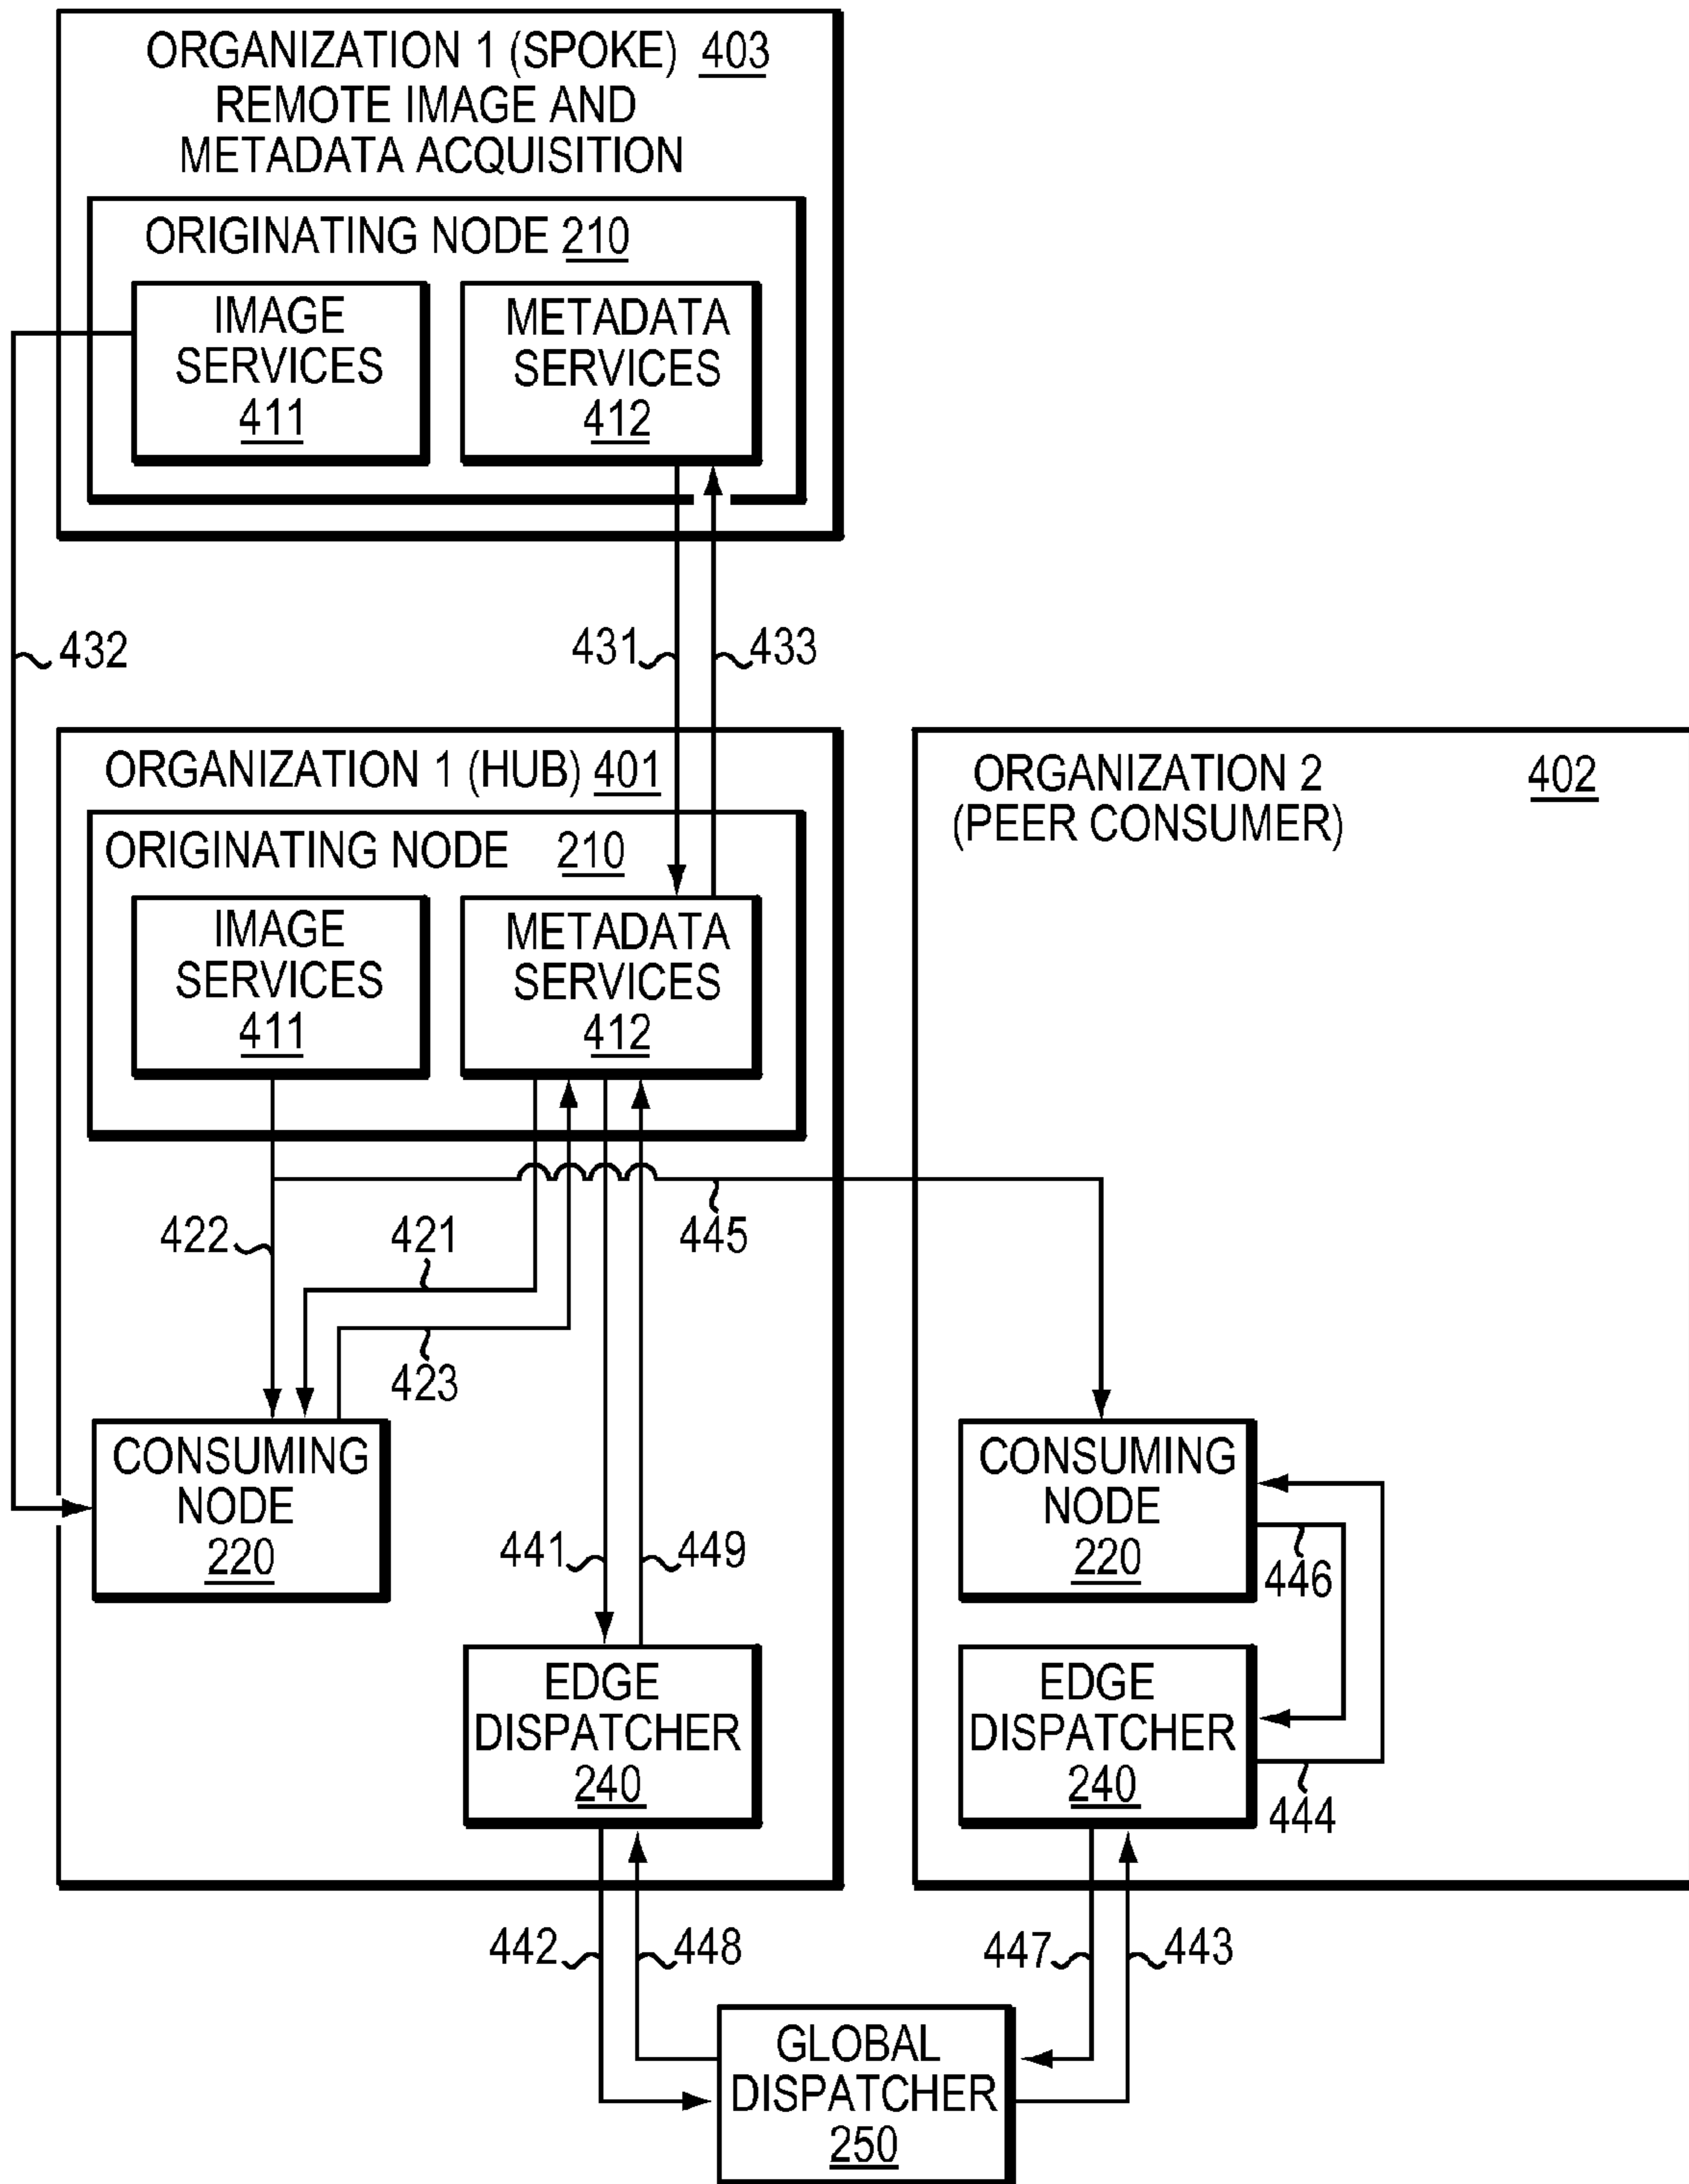 ORGANIZATION 1 (SPOKE) 403
REMOTE IMAGE AND
METADATA ACQUISITION
ORIGINATING NODE 210
IMAGE
SERVICES
411
METADATA
SERVICES
412
432
431
433
ORGANIZATION 1 (HUB) 401
ORIGINATING NODE 210
IMAGE
SERVICES
411
METADATA
SERVICES
412
ORGANIZATION 2 402
(PEER CONSUMER)
422
421
445
423
CONSUMING
NODE
220
441
449
EDGE
DISPATCHER
240
CONSUMING
NODE
220
446
EDGE
DISPATCHER
240
444
442
448
447
443
GLOBAL
DISPATCHER
250